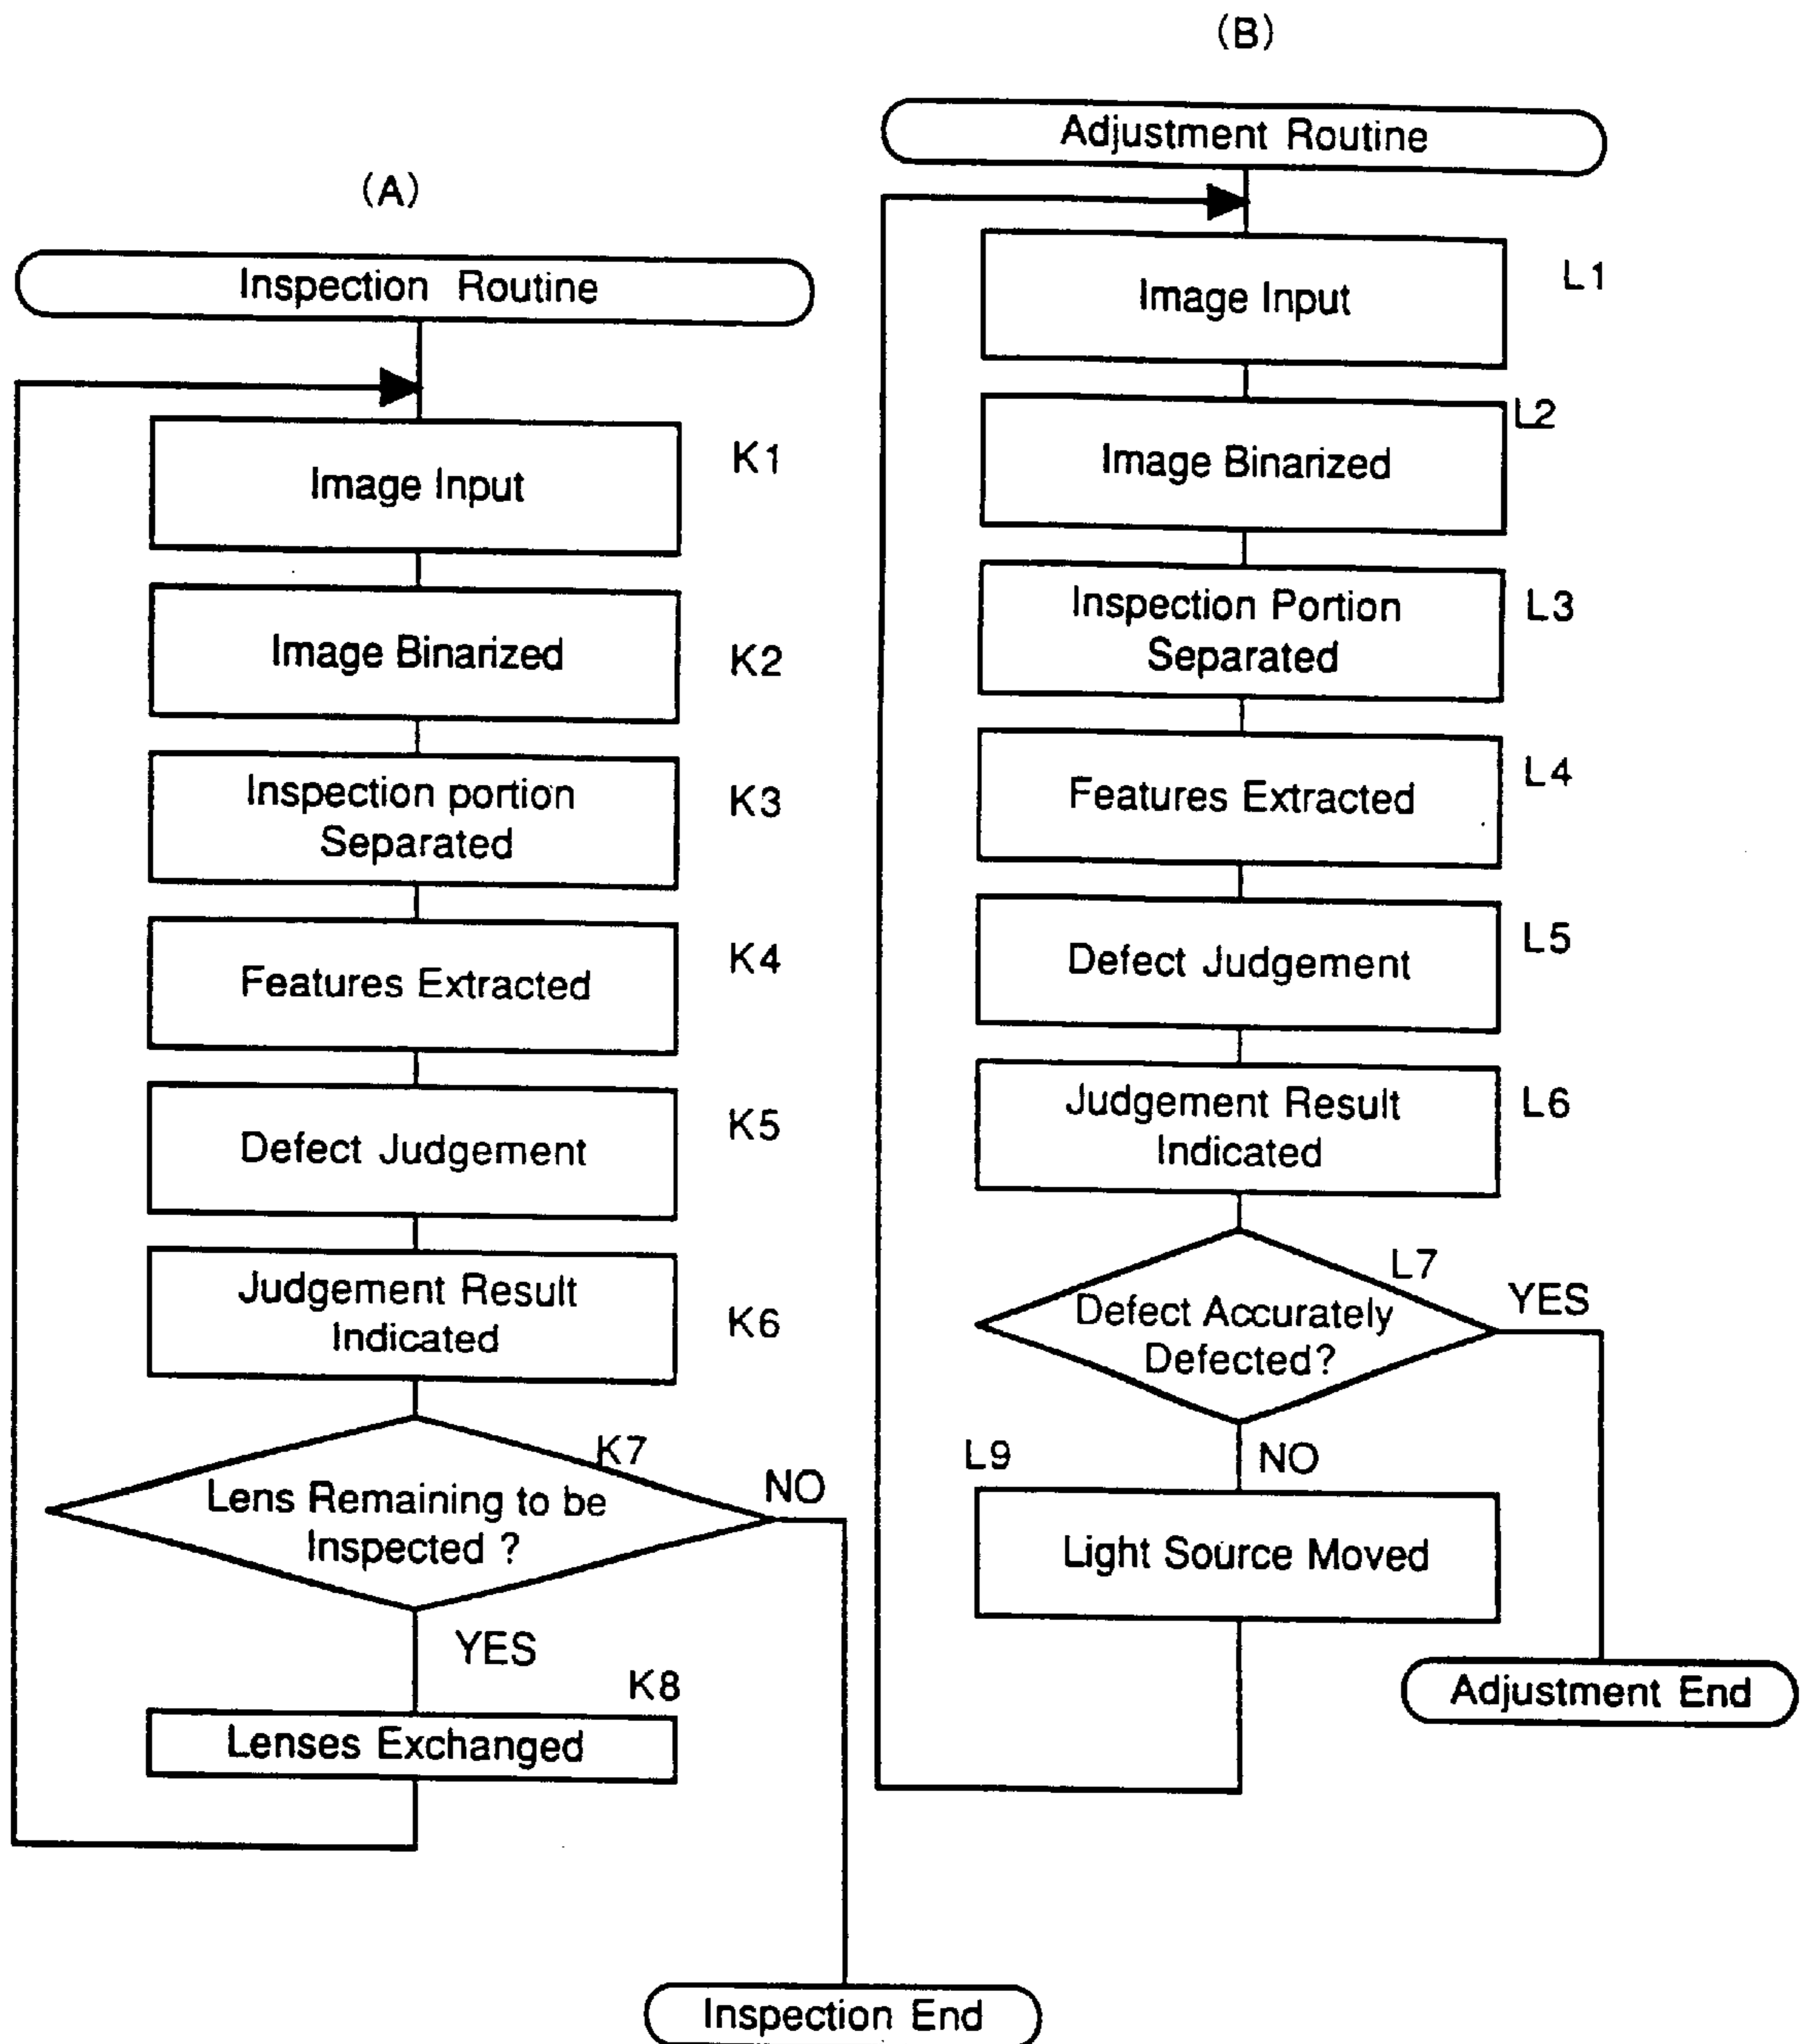 (A)
Inspection Routine
Image Input
K1
Image Binarized
K2
Inspection portion
Separated
K3
Features Extracted
K4
Defect Judgement
K5
Judgement Result
Indicated
K6
K7
Lens Remaining to be
Inspected ?
NO
YES
K8
Lenses Exchanged
Inspection End
(B)
Adjustment Routine
Image Input
L1
Image Binarized
L2
Inspection Portion
Separated
L3
Features Extracted
L4
Defect Judgement
L5
Judgement Result
Indicated
L6
L7
Defect Accurately
Defected?
YES
NO
L9
Light Source Moved
Adjustment End